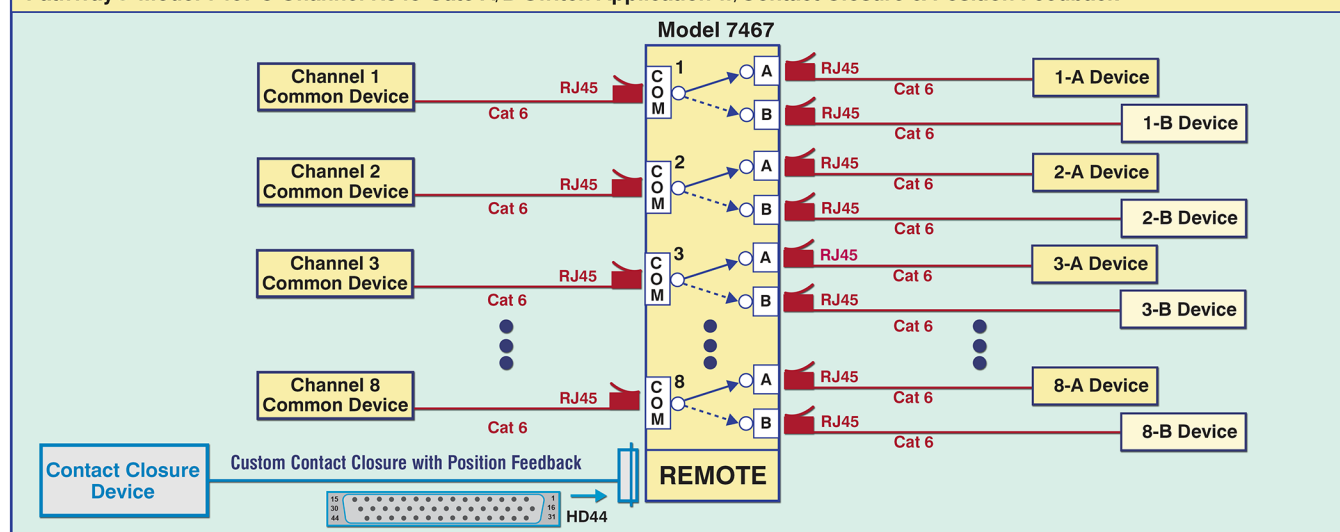 Model 7467
Channel 1
Common Device
RJ45
Cat 6
C
O
M
1
A
B
RJ45
Cat 6
1-A Device
RJ45
Cat 6
1-B Device
Channel 2
Common Device
RJ45
Cat 6
C
O
M
2
A
B
RJ45
Cat 6
2-A Device
RJ45
Cat 6
2-B Device
Channel 3
Common Device
RJ45
Cat 6
C
O
M
3
A
B
RJ45
Cat 6
3-A Device
RJ45
Cat 6
3-B Device
Channel 8
Common Device
RJ45
Cat 6
C
O
M
8
A
B
RJ45
Cat 6
8-A Device
RJ45
Cat 6
8-B Device
Contact Closure
Device
Custom Contact Closure with Position Feedback
REMOTE
15
30
44
1
16
31
HD44